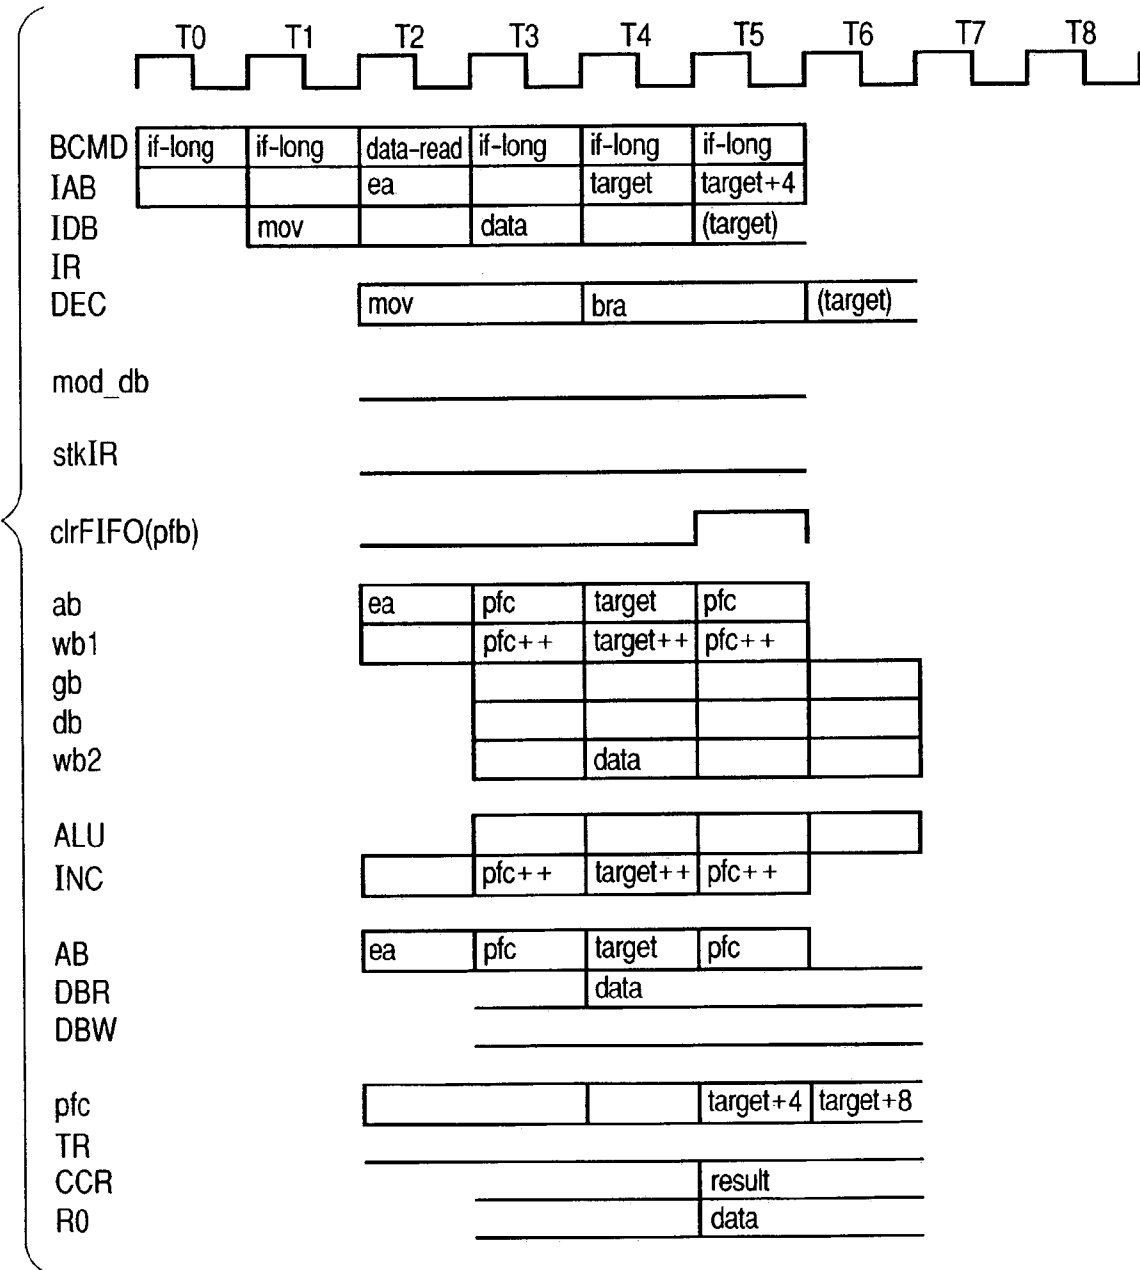 T0 T1 T2 T3 T4 T5 T6 T7 T8
BCMD if-long if-long data-read if-long if-long if-long
IAB ea target target+4
IDB mov data (target)
IR
DEC mov bra (target)
mod_db
stkIR
clrFIFO(pfb)
ab ea pfc target pfc
wb1 pfc++ target++ pfc++
gb
db
wb2 data
ALU
INC pfc++ target++ pfc++
AB ea pfc target pfc
DBR data
DBW
pfc target+4 target+8
TR
CCR result
R0 data